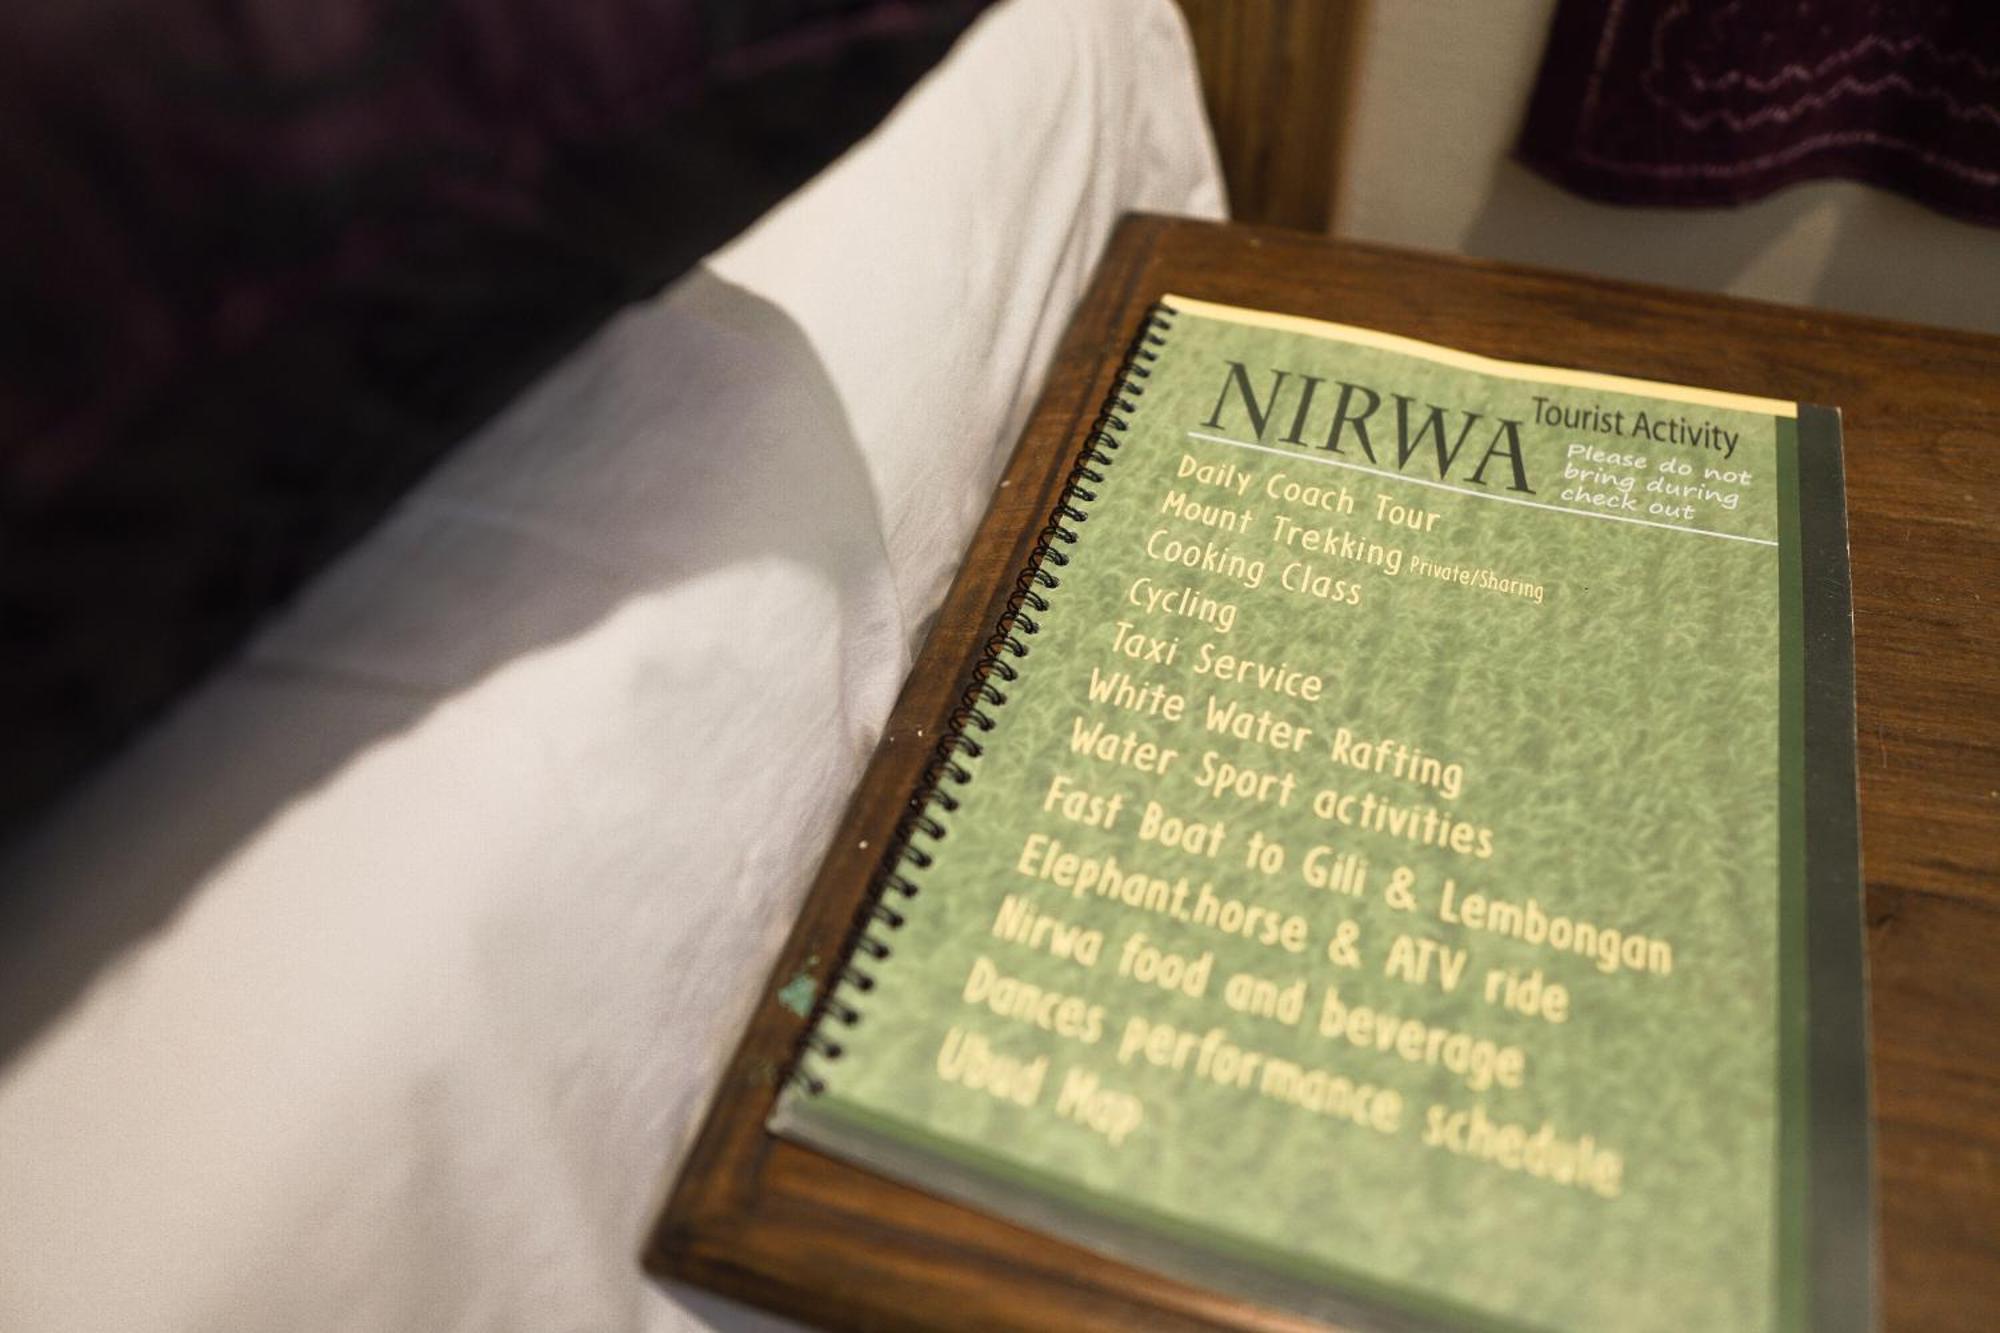 NIRWA Tourist Activity
Please do not
bring during
check out
Daily Coach Tour
Mount Trekking Private/Sharing
Cooking Class
Cycling
Taxi Service
White Water Rafting
Water Sport activities
Fast Boat to Gili & Lembongan
Elephant,horse & ATV ride
Nirwa food and beverage
Dances performance schedule
Ubud Map